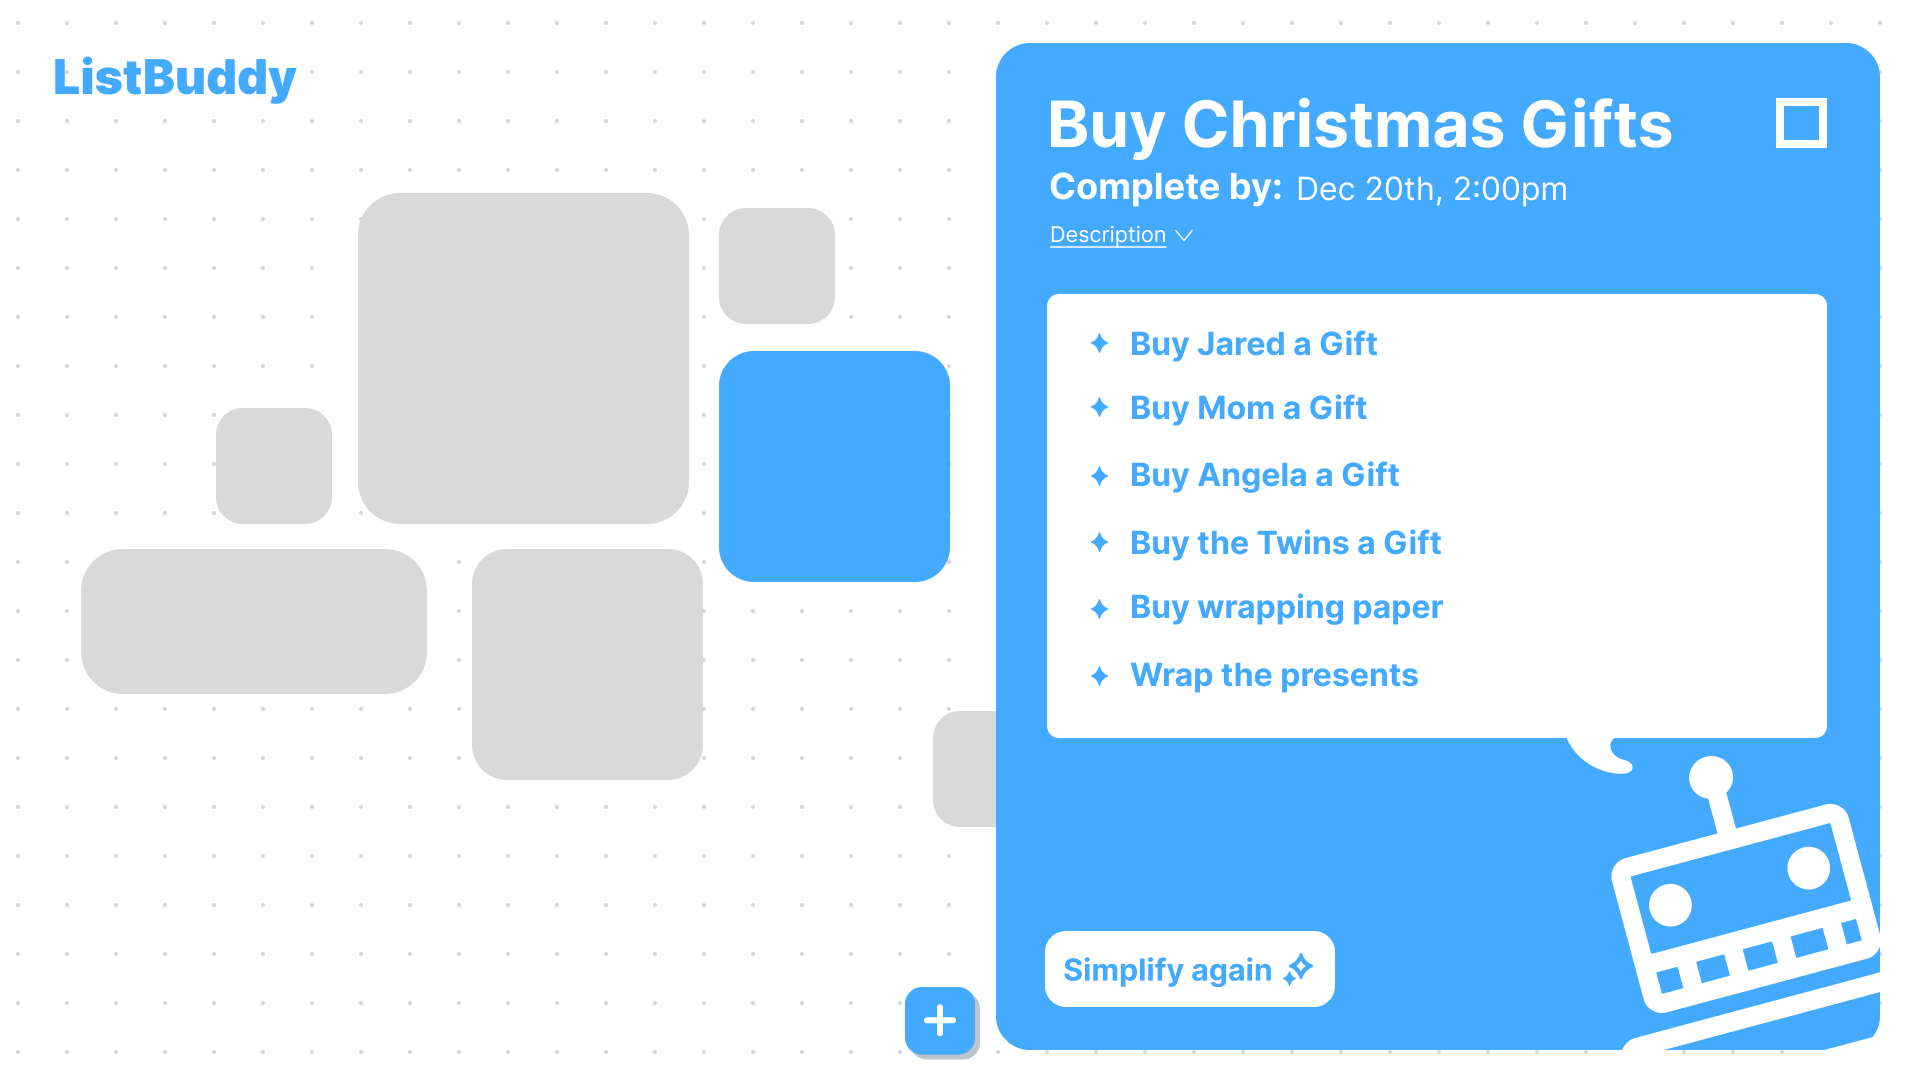 ListBuddy
Buy Christmas Gifts
Complete by: Dec 20th, 2:00pm
Description
Buy Jared a Gift
Buy Mom a Gift
Buy Angela a Gift
Buy the Twins a Gift
Buy wrapping paper
Wrap the presents
Simplify again